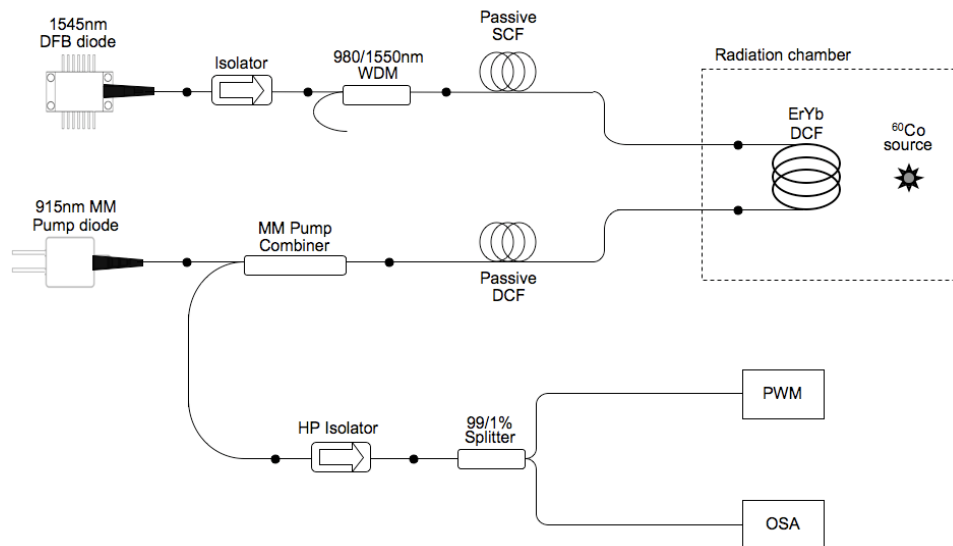 1545nm
DFB diode
Isolator
980/1550nm
WDM
Passive
SCF
Radiation chamber
ErYb
DCF
⁶⁰Co
source
915nm MM
Pump diode
MM Pump
Combiner
Passive
DCF
HP Isolator
99/1%
Splitter
PWM
OSA